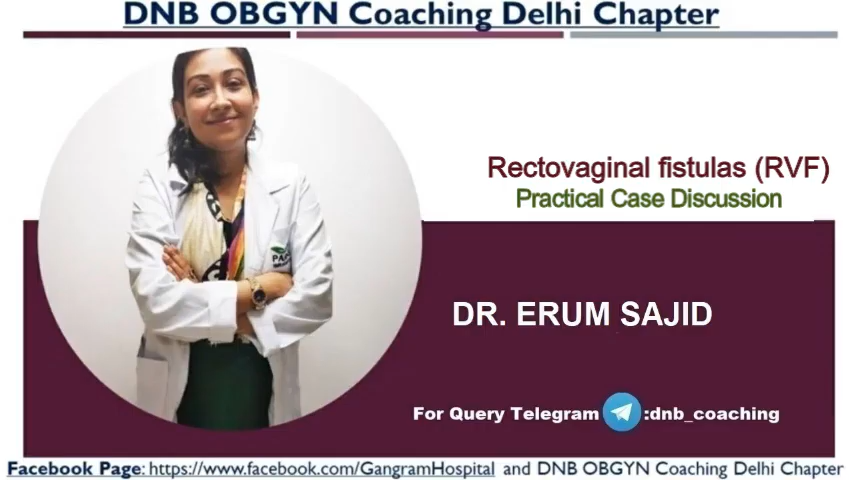 DNB OBGYN Coaching Delhi Chapter
Rectovaginal fistulas (RVF)
Practical Case Discussion
DR. ERUM SAJID
For Query Telegram :dnb_coaching
Facebook Page: https://www.facebook.com/GangramHospital and DNB OBGYN Coaching Delhi Chapter